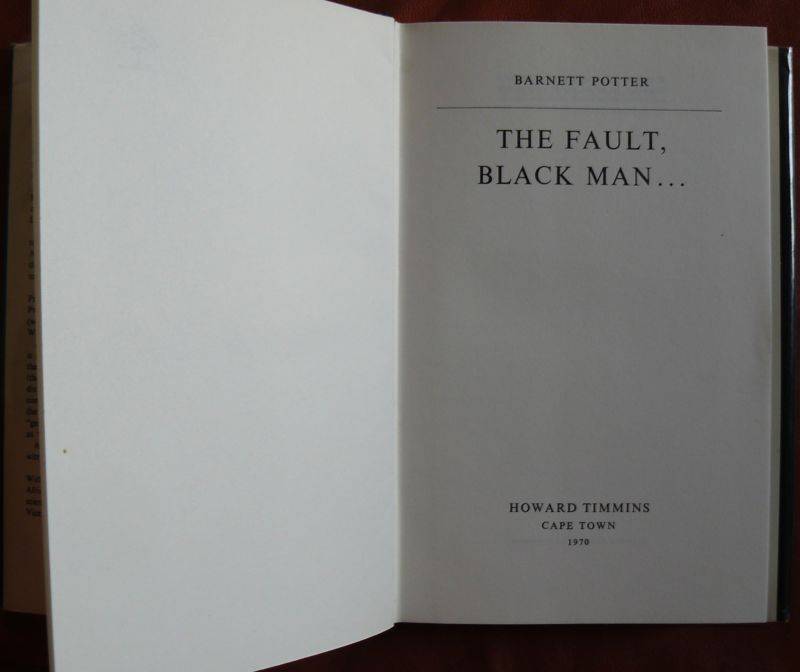 BARNETT POTTER
THE FAULT,
BLACK MAN...
HOWARD TIMMINS
CAPE TOWN
1970